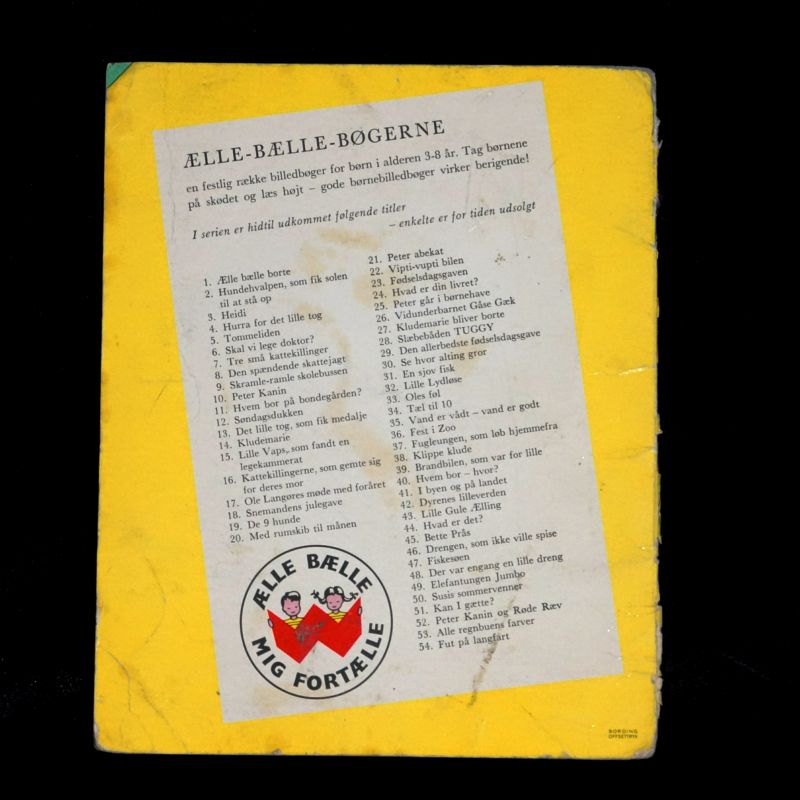 ÆLLE-BÆLLE-BØGERNE
en festlig række billedbøger for børn i alderen 3-8 år. Tag børnene
på skødet og læs højt – gode børnebilledbøger virker berigende!
I serien er hidtil udkommet følgende titler
– enkelte er for tiden udsolgt
1. Ælle bælle borte
2. Hundehvalpen, som fik solen
til at stå op
3. Heidi
4. Hurra for det lille tog
5. Tommeliden
6. Skal vi lege doktor?
7. Tre små kattekillinger
8. Den spændende skattejagt
9. Skramle-ramle skolebussen
10. Peter Kanin
11. Hvem bor på bondegården?
12. Søndagsdukken
13. Det lille tog, som fik medalje
14. Kludemarie
15. Lille Vaps, som fandt en
legekammerat
16. Kattekillingerne, som gemte sig
for deres mor
17. Ole Langøres møde med foråret
18. Snemandens julegave
19. De 9 hunde
20. Med rumskib til månen
21. Peter abekat
22. Vipti-vupti bilen
23. Fødselsdagsgaven
24. Hvad er din livret?
25. Peter går i børnehave
26. Vidunderbarnet Gåse Gæk
27. Kludemarie bliver borte
28. Slæbebåden TUGGY
29. Den allerbedste fødselsdagsgave
30. Se hvor alting gror
31. En sjov fisk
32. Lille Lydløse
33. Oles føl
34. Tæl til 10
35. Vand er vådt – vand er godt
36. Fest i Zoo
37. Fugleungen, som løb hjemmefra
38. Klippe klude
39. Brandbilen, som var for lille
40. Hvem bor – hvor?
41. I byen og på landet
42. Dyrenes lilleverden
43. Lille Gule Ælling
44. Hvad er det?
45. Bette Prås
46. Drengen, som ikke ville spise
47. Fiskesøen
48. Der var engang en lille dreng
49. Elefantungen Jumbo
50. Susis sommervenner
51. Kan I gætte?
52. Peter Kanin og Røde Ræv
53. Alle regnbuens farver
54. Fut på langfart
ÆLLE BÆLLE
MIG FORTÆLLE
BORDING
OFFSETTRYK